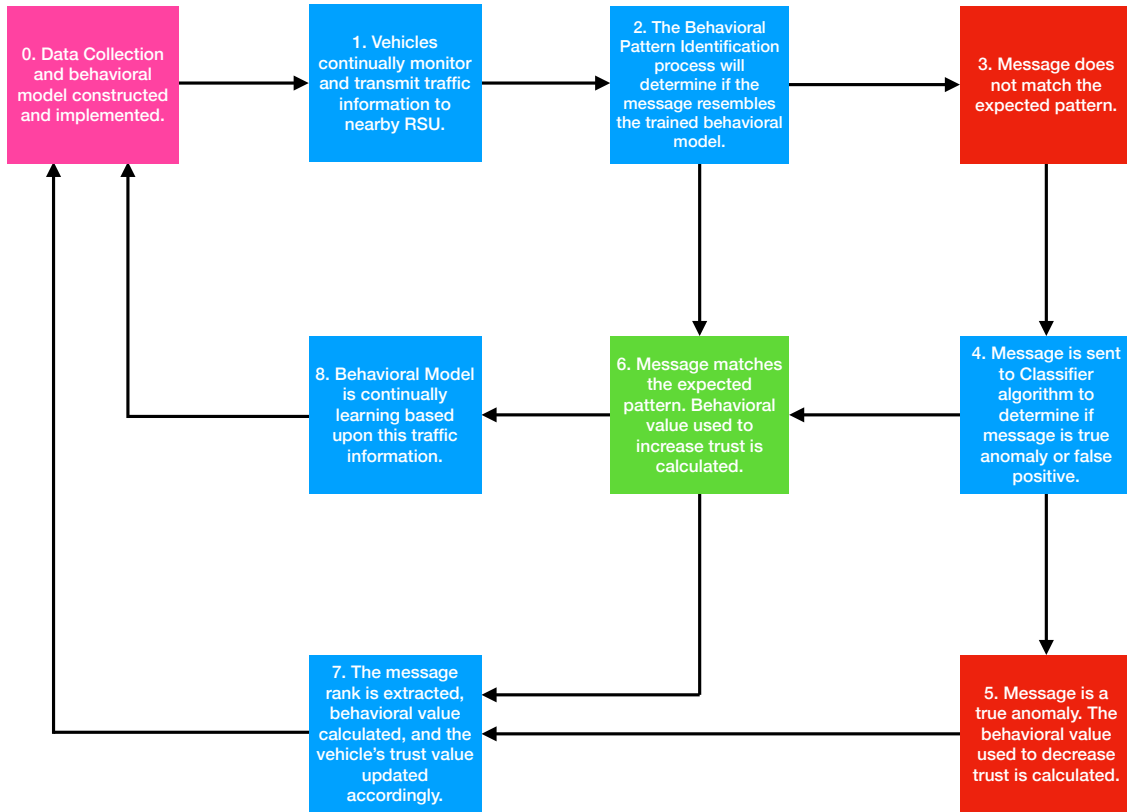 0. Data Collection
and behavioral
model constructed
and implemented.
1. Vehicles
continually monitor
and transmit traffic
information to
nearby RSU.
2. The Behavioral
Pattern Identification
process will
determine if the
message resembles
the trained behavioral
model.
3. Message does
not match the
expected pattern.
8. Behavioral Model
is continually
learning based
upon this traffic
information.
6. Message matches
the expected
pattern. Behavioral
value used to
increase trust is
calculated.
4. Message is sent
to Classifier
algorithm to
determine if
message is true
anomaly or false
positive.
7. The message
rank is extracted,
behavioral value
calculated, and the
vehicle’s trust value
updated
accordingly.
5. Message is a
true anomaly. The
behavioral value
used to decrease
trust is calculated.